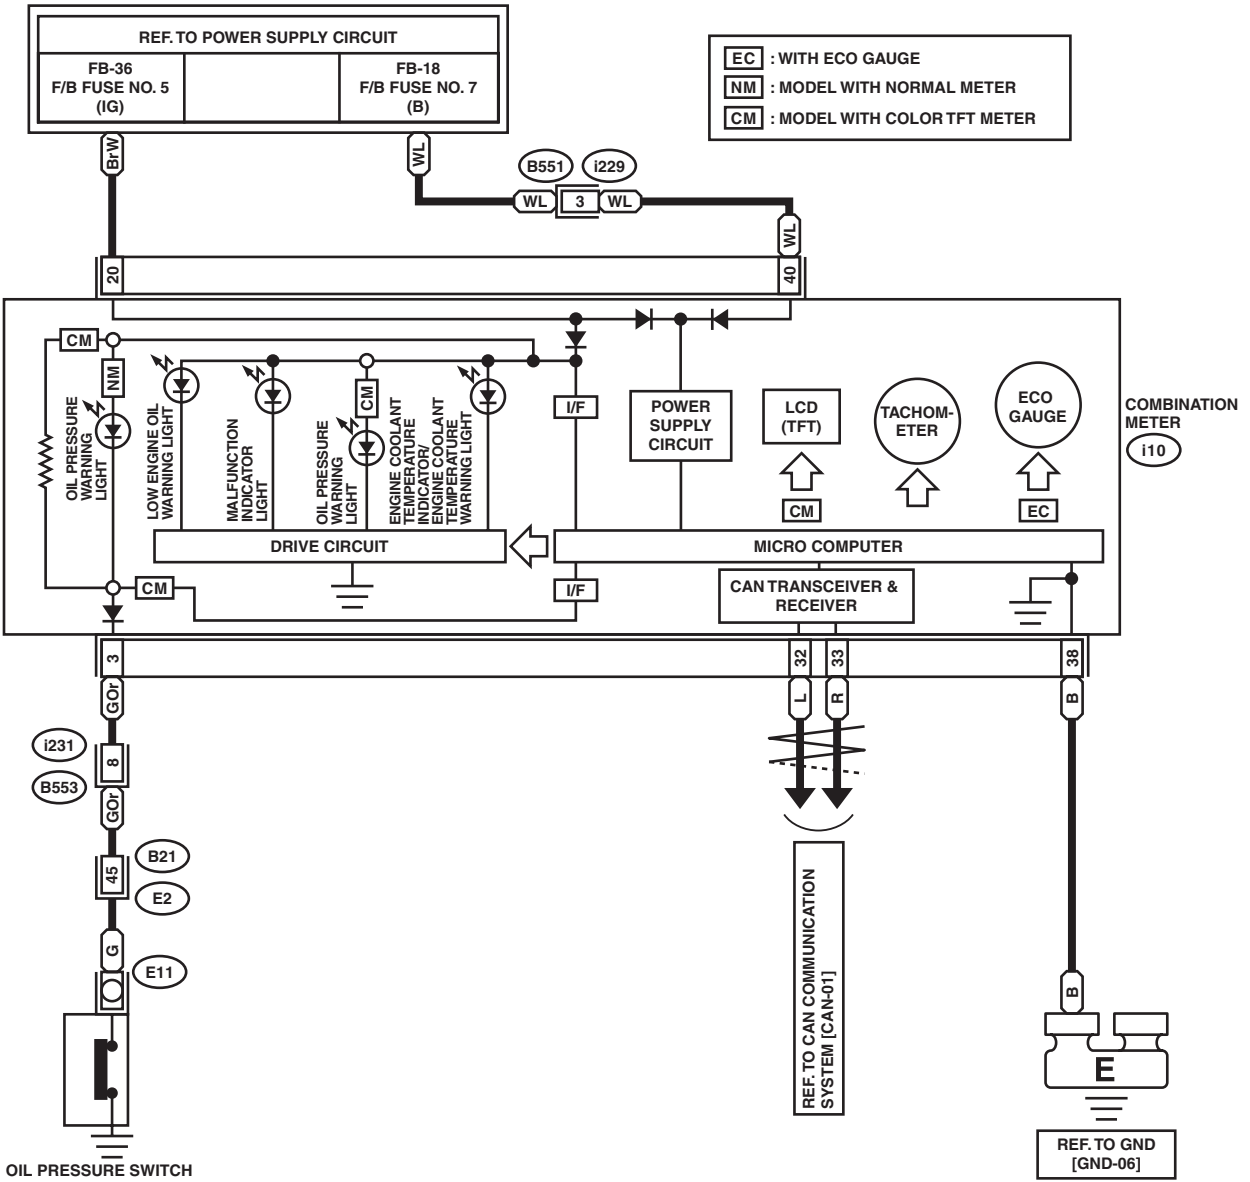 REF. TO POWER SUPPLY CIRCUIT
FB-36
F/B FUSE NO. 5
(IG)
FB-18
F/B FUSE NO. 7
(B)
EC : WITH ECO GAUGE
NM : MODEL WITH NORMAL METER
CM : MODEL WITH COLOR TFT METER
BrW
WL
B551
i229
WL
3
WL
WL
20
40
CM
NM
OIL PRESSURE
WARNING
LIGHT
LOW ENGINE OIL
WARNING LIGHT
MALFUNCTION
INDICATOR
LIGHT
OIL PRESSURE
WARNING
LIGHT
CM
ENGINE COOLANT
TEMPERATURE
INDICATOR/
ENGINE COOLANT
TEMPERATURE
WARNING LIGHT
I/F
POWER
SUPPLY
CIRCUIT
LCD
(TFT)
TACHOM-
ETER
ECO
GAUGE
COMBINATION
METER
i10
CM
EC
DRIVE CIRCUIT
MICRO COMPUTER
CM
I/F
CAN TRANSCEIVER &
RECEIVER
3
32
33
38
GOr
L
R
B
i231
8
B553
GOr
B21
45
E2
G
E11
REF. TO CAN COMMUNICATION
SYSTEM [CAN-01]
B
E
REF. TO GND
[GND-06]
OIL PRESSURE SWITCH